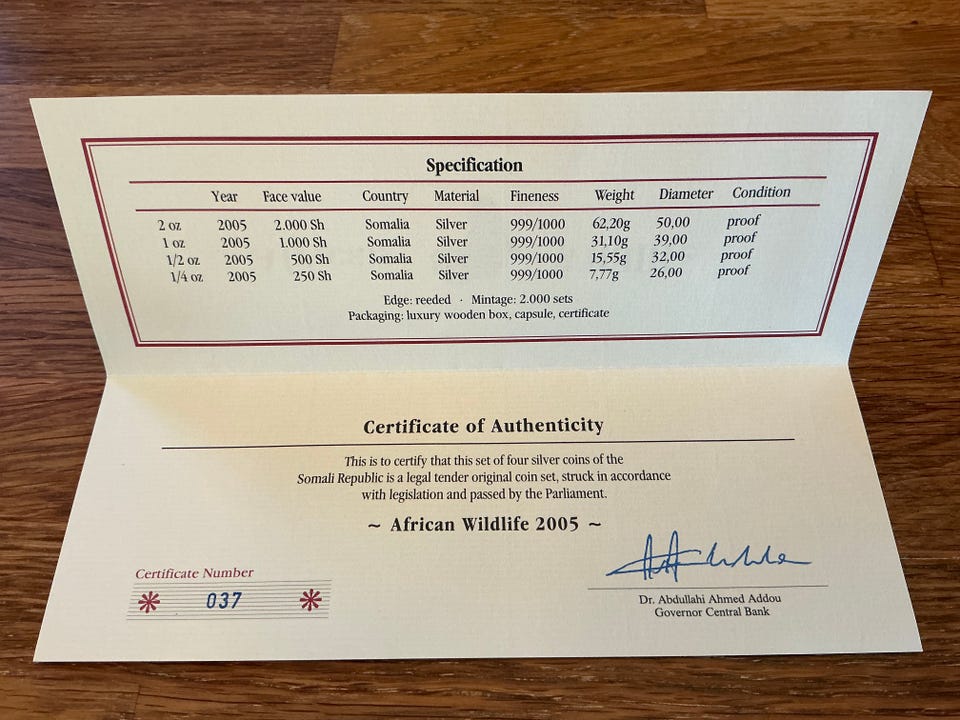 Specification
Year Face value Country Material Fineness Weight Diameter Condition
2 oz 2005 2.000 Sh Somalia Silver 999/1000 62,20g 50,00 proof
1 oz 2005 1.000 Sh Somalia Silver 999/1000 31,10g 39,00 proof
1/2 oz 2005 500 Sh Somalia Silver 999/1000 15,55g 32,00 proof
1/4 oz 2005 250 Sh Somalia Silver 999/1000 7,77g 26,00 proof
Edge: reeded · Mintage: 2.000 sets
Packaging: luxury wooden box, capsule, certificate
Certificate of Authenticity
This is to certify that this set of four silver coins of the
Somali Republic is a legal tender original coin set, struck in accordance
with legislation and passed by the Parliament.
~ African Wildlife 2005 ~
Certificate Number
037
Dr. Abdullahi Ahmed Addou
Governor Central Bank